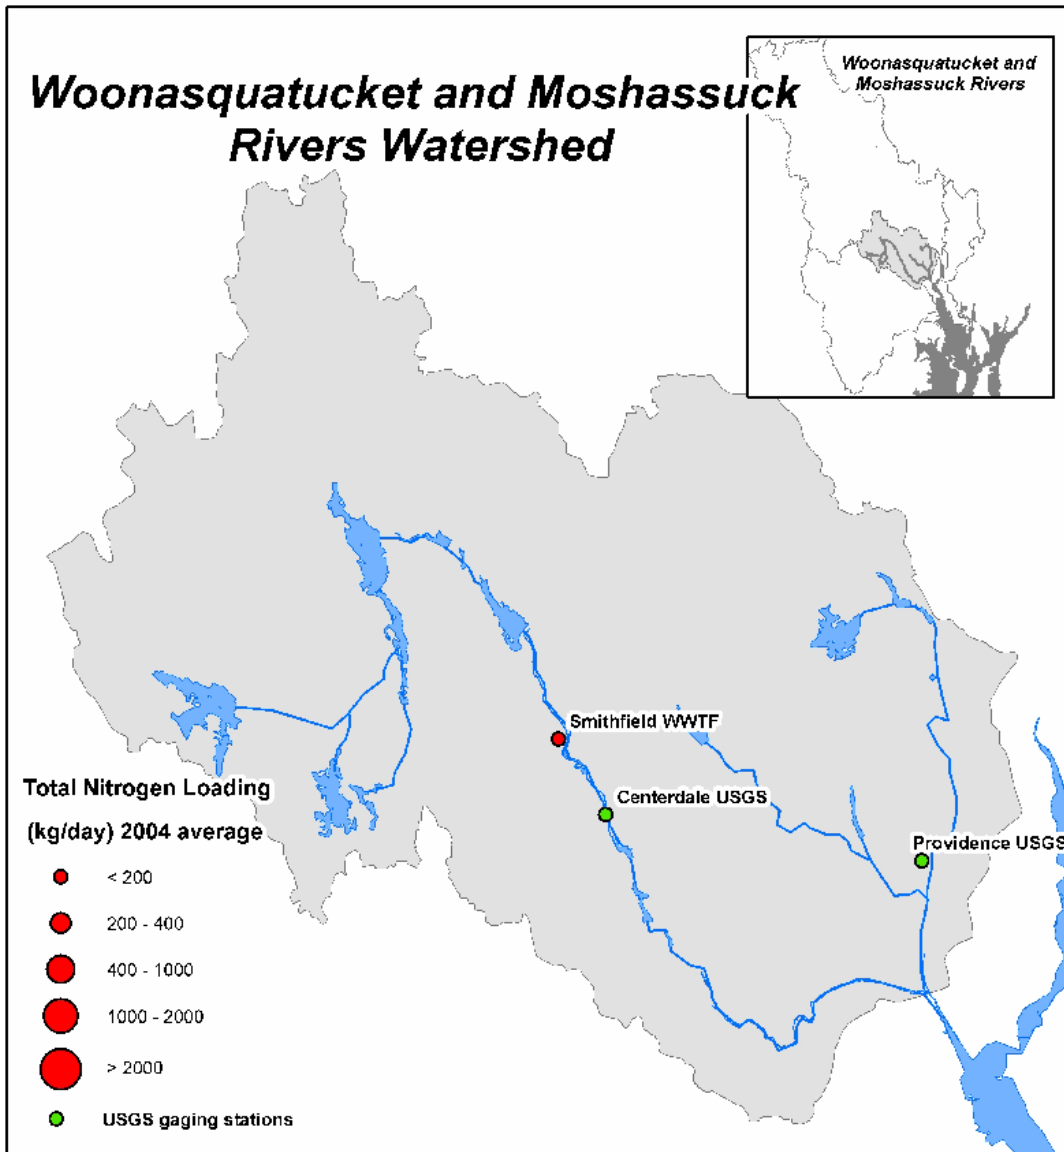 Woonasquatucket and Moshassuck
Rivers Watershed
Woonasquatucket and
Moshassuck Rivers
Smithfield WWTF
Centerdale USGS
Providence USGS
Total Nitrogen Loading
(kg/day) 2004 average
< 200
200 - 400
400 - 1000
1000 - 2000
> 2000
USGS gaging stations